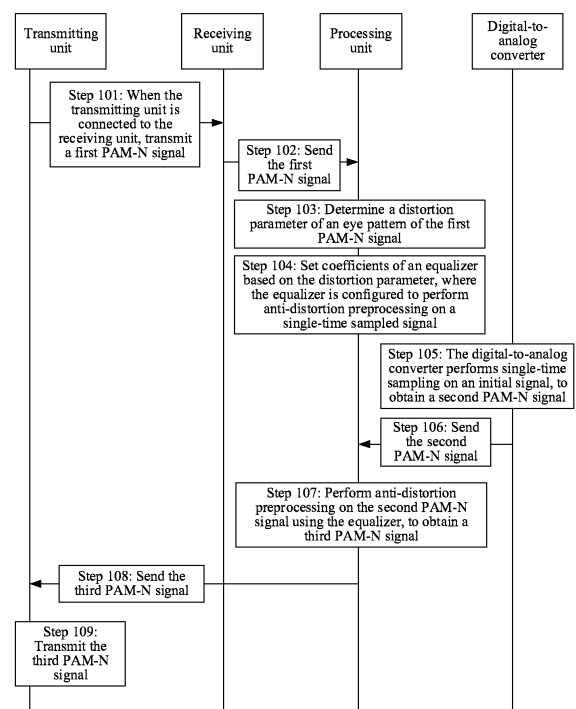 Transmitting
unit
Receiving
unit
Processing
unit
Digital-to-
analog
converter
Step 101: When the
transmitting unit is
connected to the
receiving unit, transmit
a first PAM-N signal
Step 102: Send
the first
PAM-N signal
Step 103: Determine a distortion
parameter of an eye pattern of the first
PAM-N signal
Step 104: Set coefficients of an equalizer
based on the distortion parameter, where
the equalizer is configured to perform
anti-distortion preprocessing on a
single-time sampled signal
Step 105: The digital-to-analog
converter performs single-time
sampling on an initial signal, to
obtain a second PAM-N signal
Step 106: Send
the second
PAM-N signal
Step 107: Perform anti-distortion
preprocessing on the second PAM-N
signal using the equalizer, to obtain a
third PAM-N signal
Step 108: Send the
third PAM-N signal
Step 109:
Transmit the
third PAM-N
signal